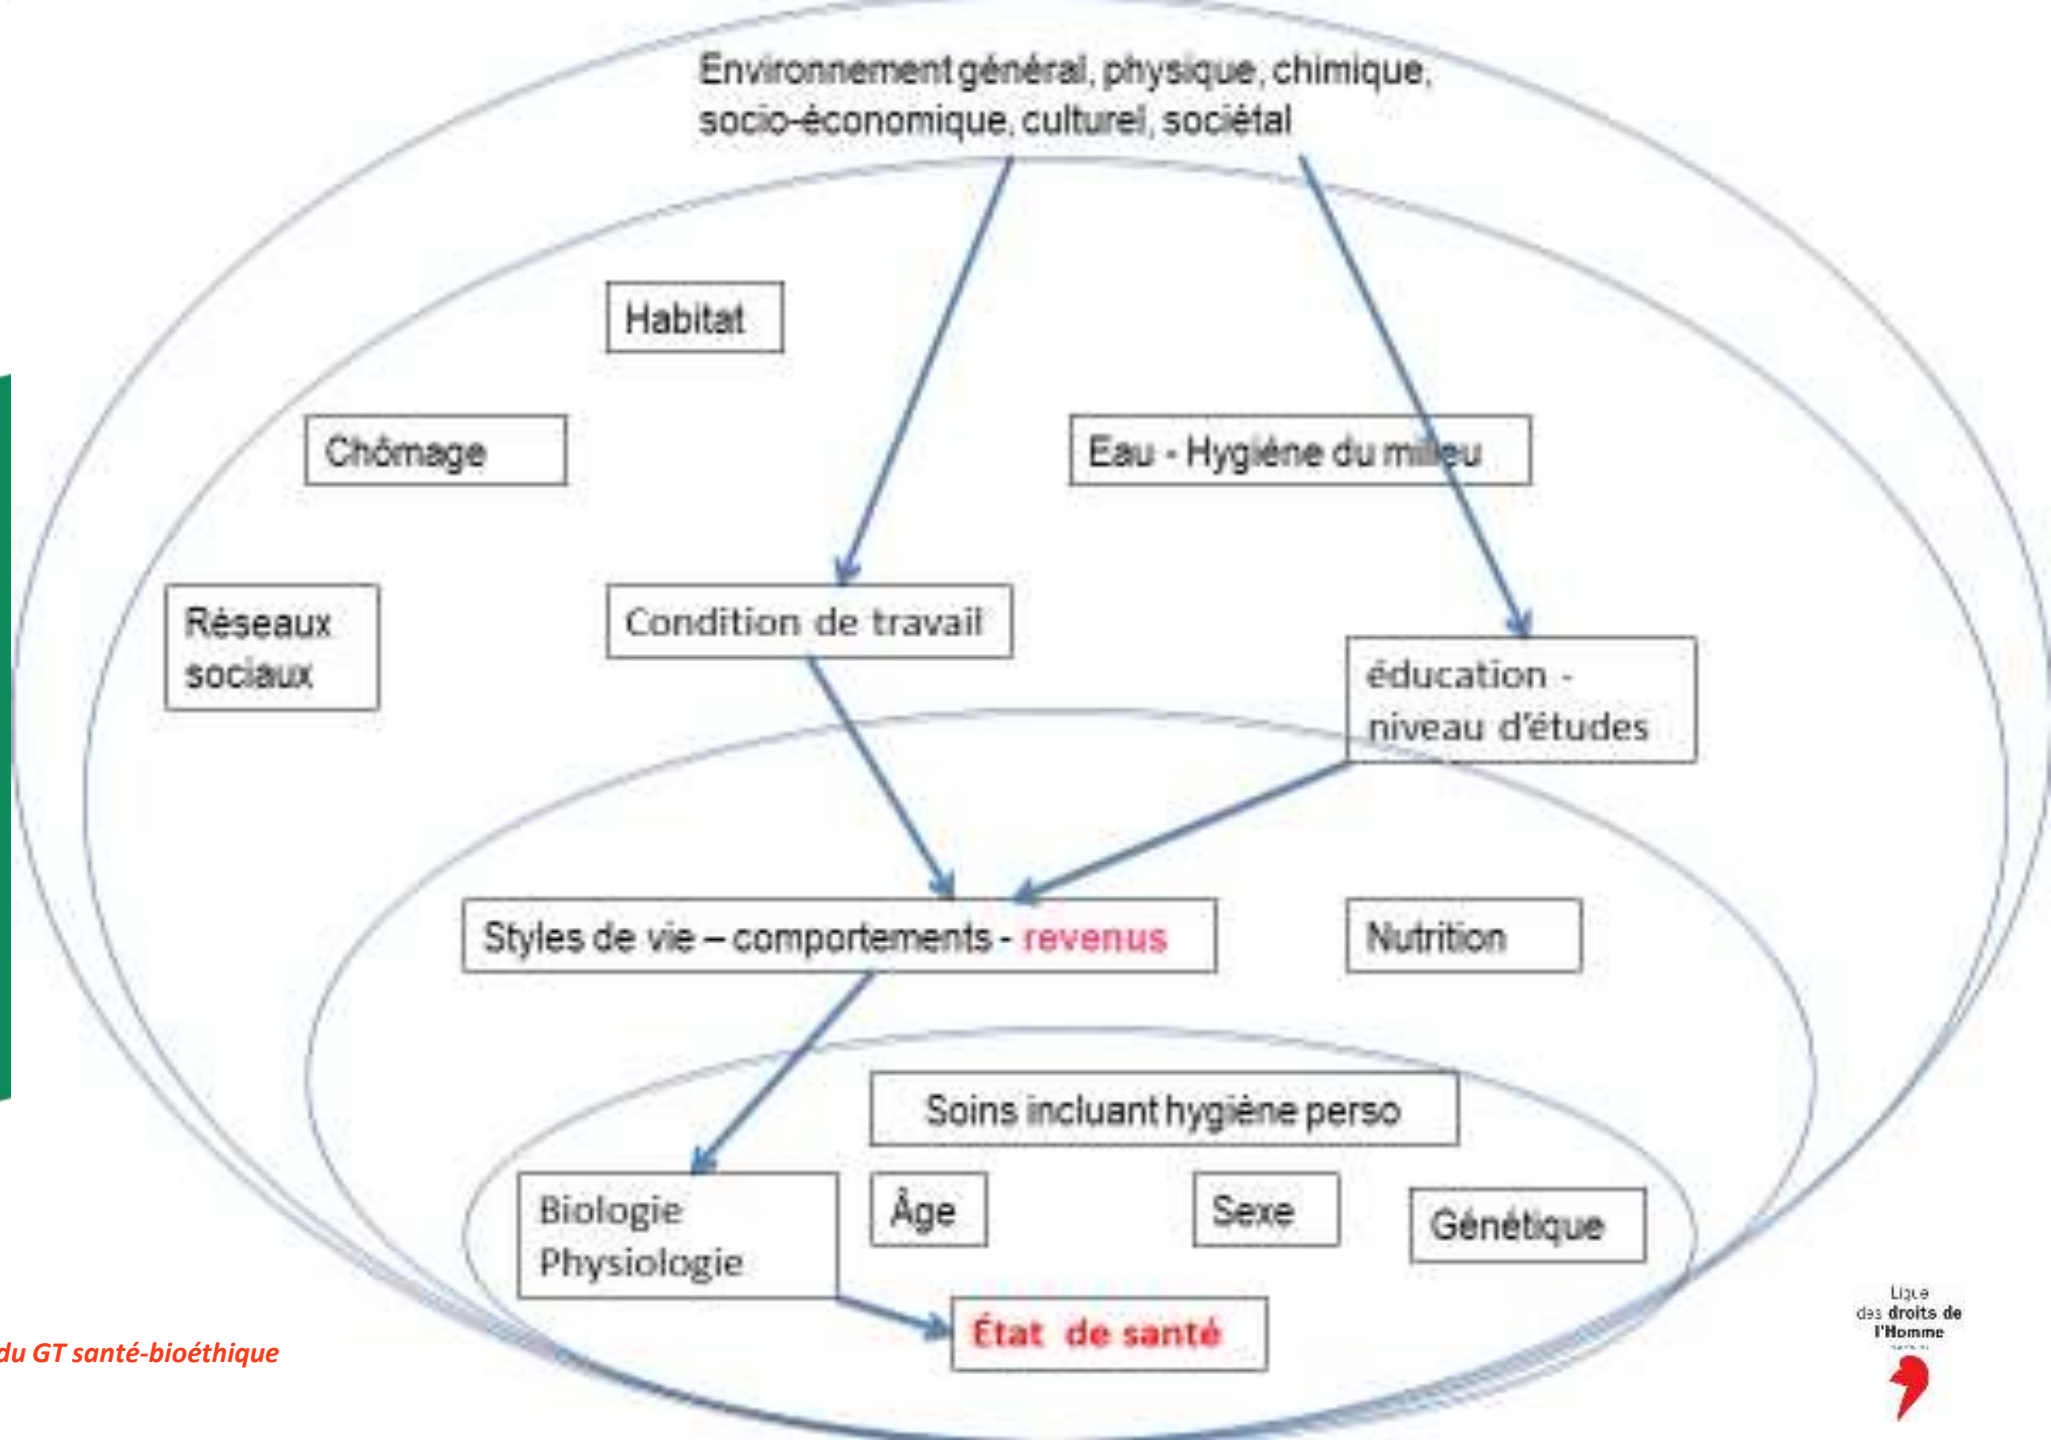 Environnement général, physique, chimique,
socio-économique, culturel, sociétal
Habitat
Chômage
Eau - Hygiène du milieu
Réseaux
sociaux
Condition de travail
éducation -
niveau d'études
Styles de vie – comportements - revenus
Nutrition
Soins incluant hygiène perso
Biologie
Physiologie
Âge
Sexe
Génétique
État de santé
du GT santé-bioéthique
Ligue
des droits de
l'Homme